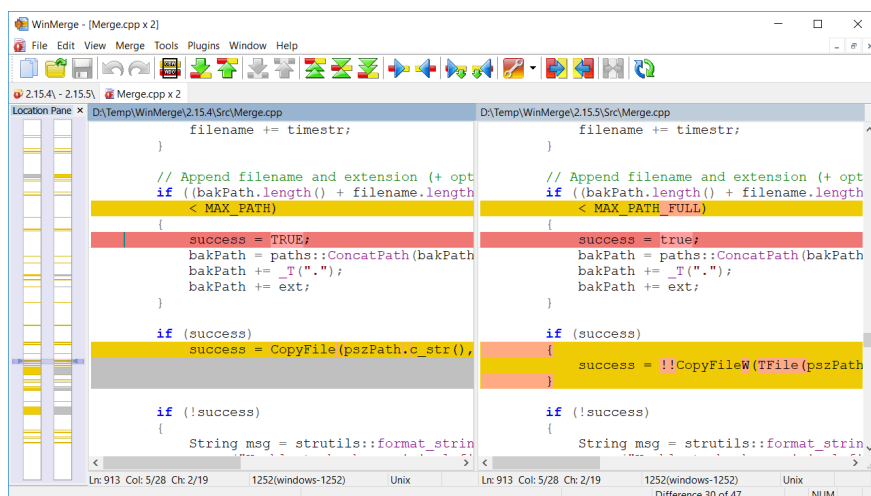 WinMerge - [Merge.cpp x 2]
File Edit View Merge Tools Plugins Window Help
2.15.4\ - 2.15.5\ Merge.cpp x 2
Location Pane
D:\Temp\WinMerge\2.15.4\Src\Merge.cpp
filename += timestr;
}
// Append filename and extension (+ opt
if ((bakPath.length() + filename.length
< MAX_PATH)
{
success = TRUE;
bakPath = paths::ConcatPath(bakPath
bakPath += _T(".");
bakPath += ext;
}
if (success)
success = CopyFile(pszPath.c_str(),
if (!success)
{
String msg = strutils::format_strin
Ln: 913 Col: 5/28 Ch: 2/19 1252(windows-1252) Unix
D:\Temp\WinMerge\2.15.5\Src\Merge.cpp
filename += timestr;
}
// Append filename and extension (+ opt
if ((bakPath.length() + filename.length
< MAX_PATH_FULL)
{
success = true;
bakPath = paths::ConcatPath(bakPath
bakPath += _T(".");
bakPath += ext;
}
if (success)
{
success = !!CopyFileW(TFile(pszPath
}
if (!success)
{
String msg = strutils::format_strin
Ln: 913 Col: 5/28 Ch: 2/19 1252(windows-1252) Unix
Difference 30 of 47 NUM